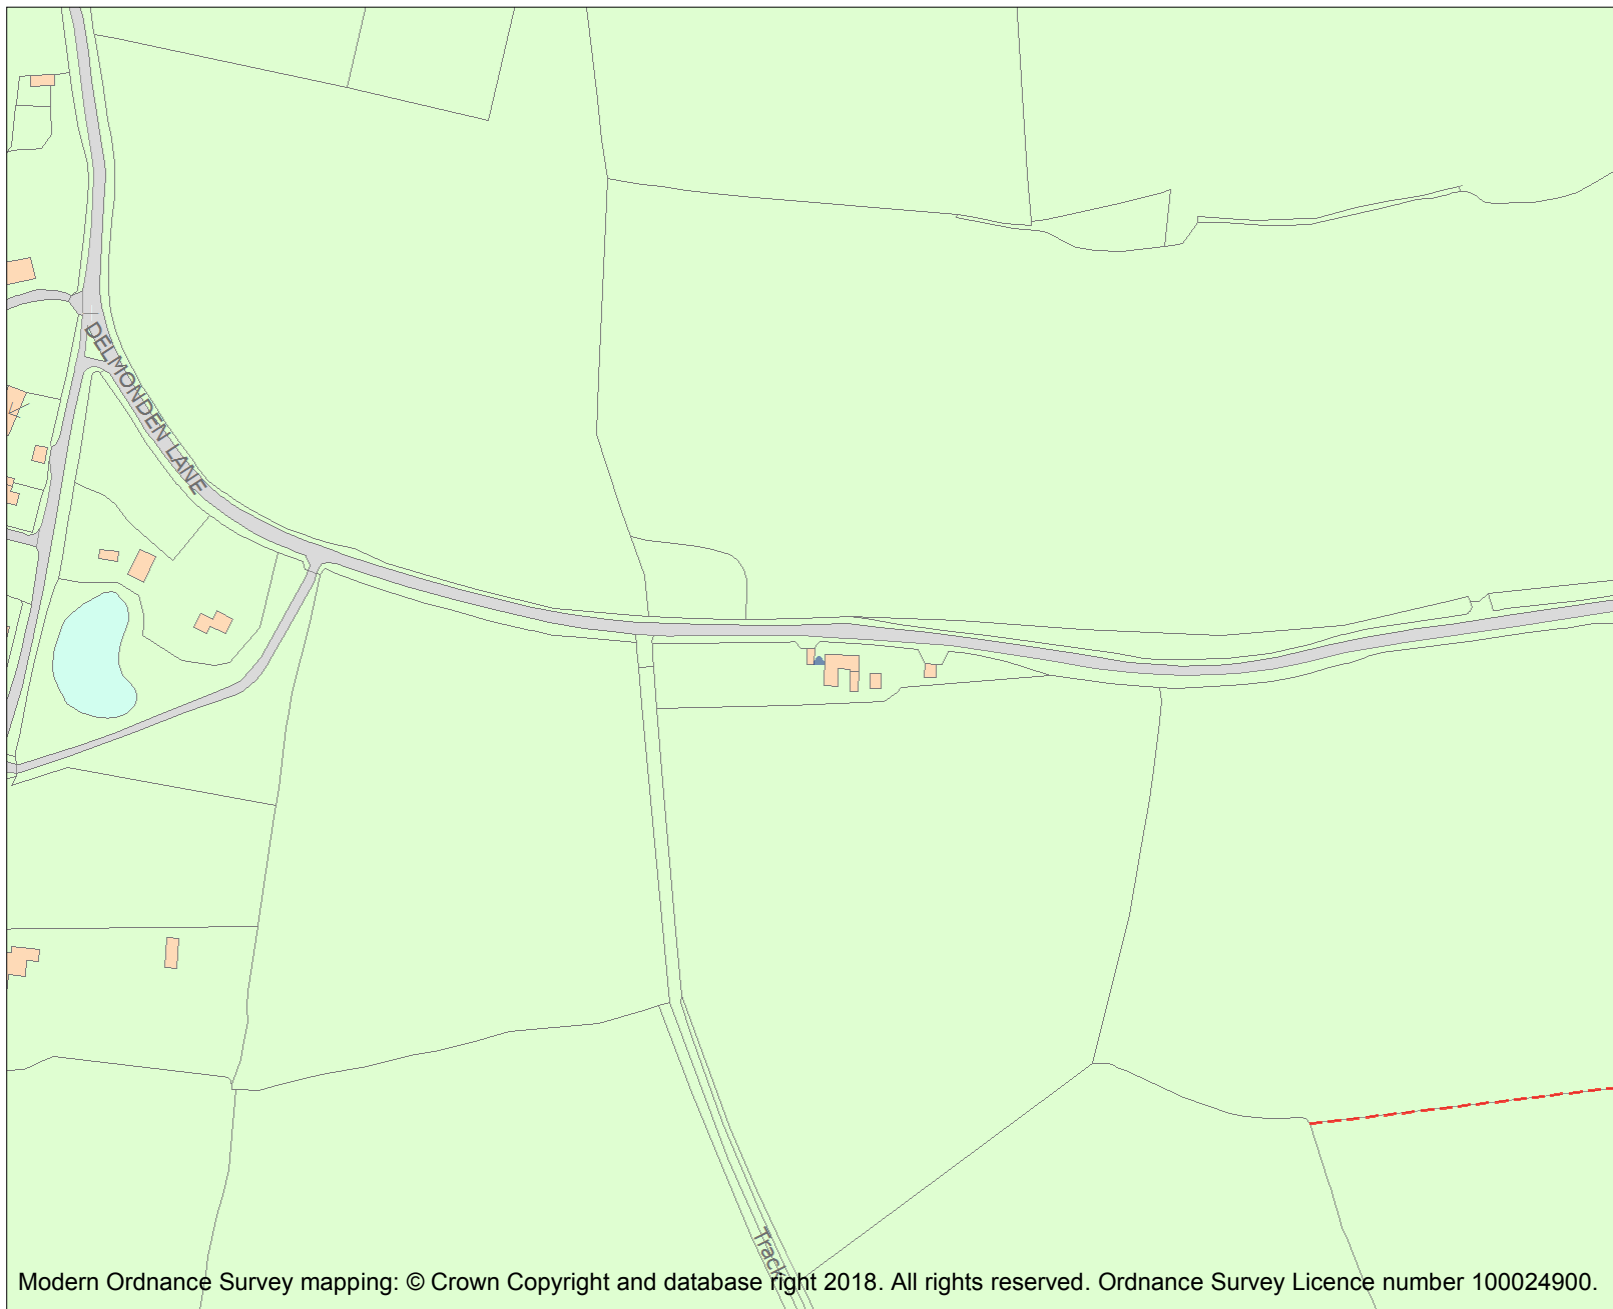 DELMONDEN LANE
Track
Modern Ordnance Survey mapping: © Crown Copyright and database right 2018. All rights reserved. Ordnance Survey Licence number 100024900.